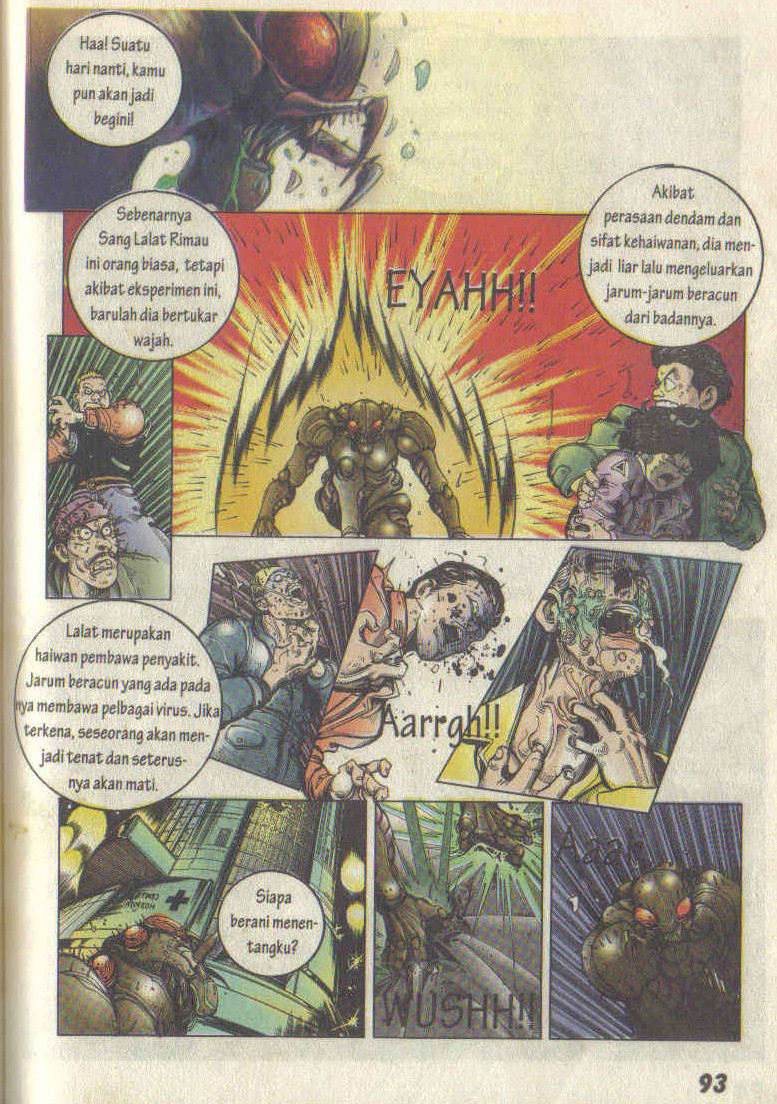 Haa! Suatu
hari nanti, kamu
pun akan jadi
begini!
Sebenarnya
Sang Lalat Rimau
ini orang biasa, tetapi
akibat eksperimen ini,
barulah dia bertukar
wajah.
EYAHH!!
Akibat
perasaan dendam dan
sifat kehaiwanan, dia men-
jadi liar lalu mengeluarkan
jarum-jarum beracun
dari badannya.
Lalat merupakan
haiwan pembawa penyakit.
Jarum beracun yang ada pada
nya membawa pelbagai virus. Jika
terkena, seseorang akan men-
jadi tenat dan seterus-
nya akan mati.
Aarrgh!!
Siapa
berani menen-
tangku?
WUSHH!!
Aaah
93